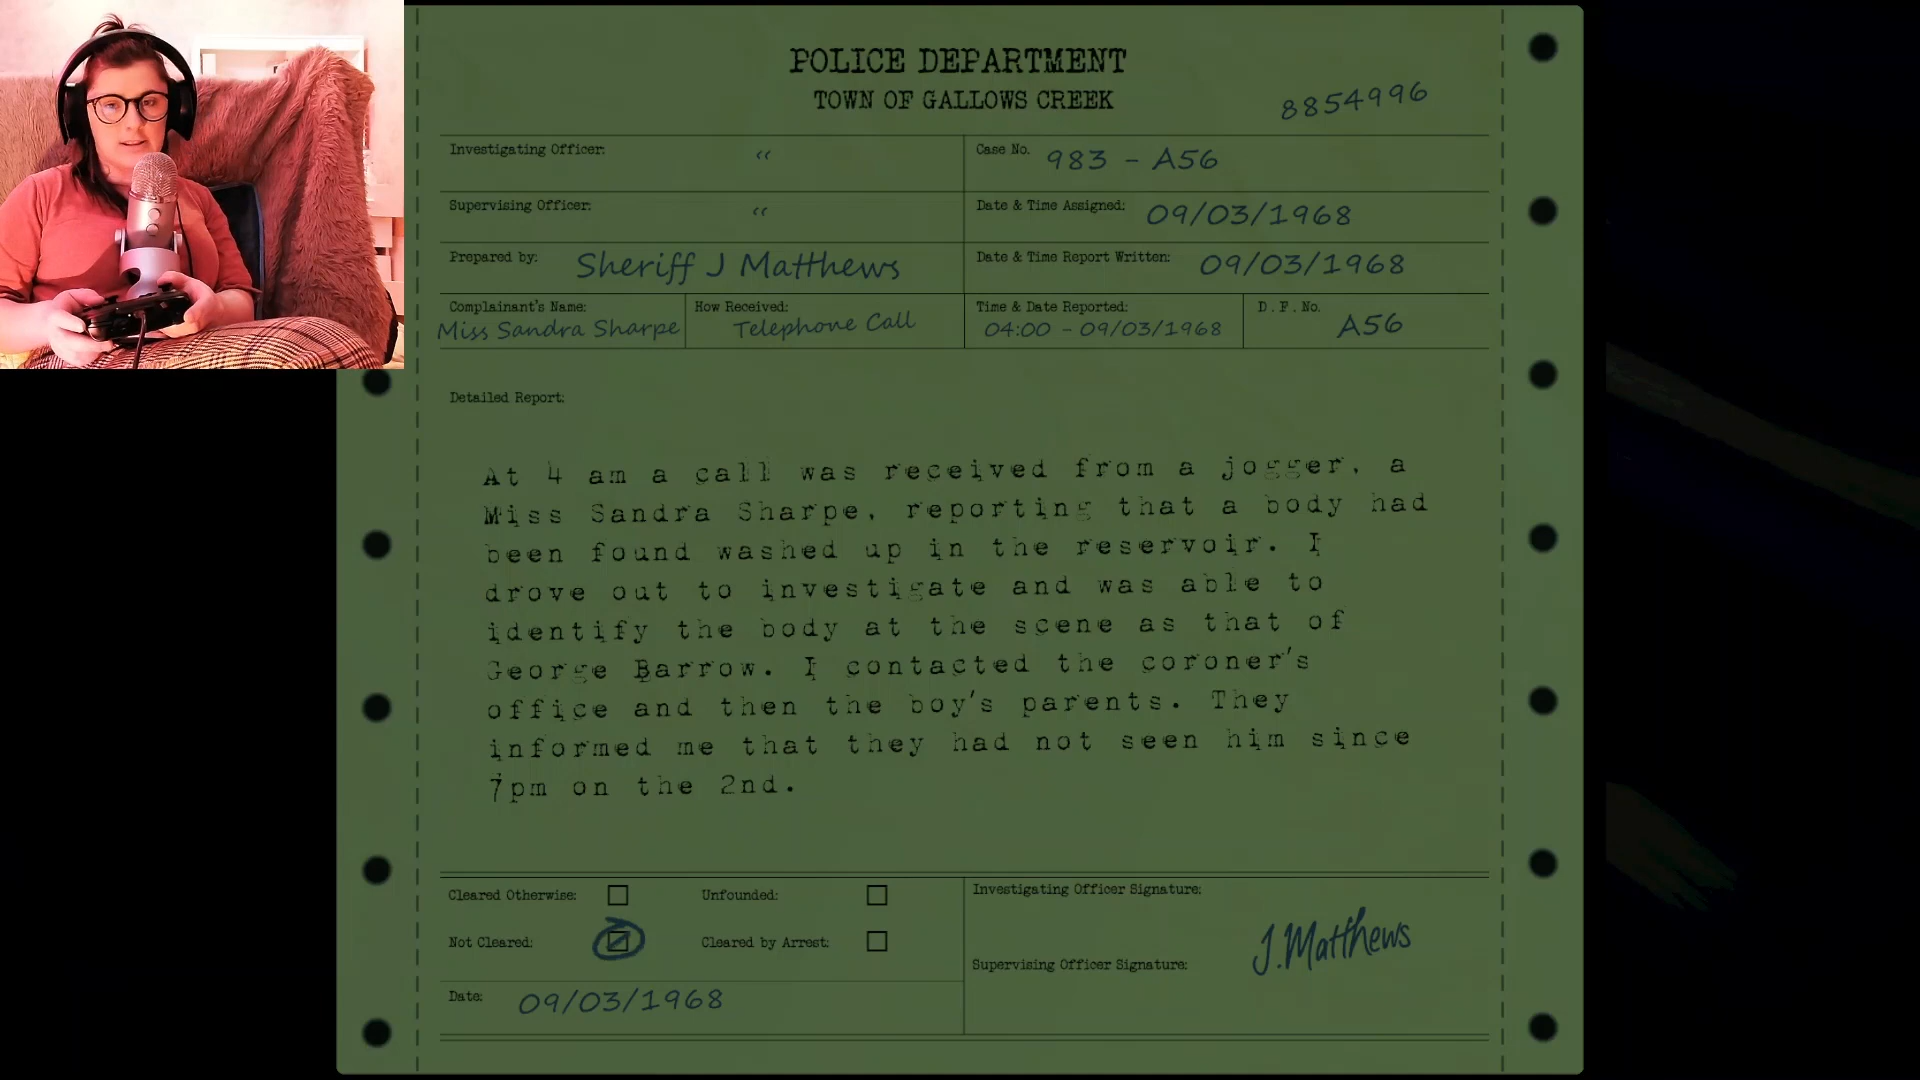 POLICE DEPARTMENT
TOWN OF GALLOWS CREEK
8854996
Investigating Officer: "
Case No. 983 - A56
Supervising Officer: "
Date & Time Assigned: 09/03/1968
Prepared by: Sheriff J Matthews
Date & Time Report Written: 09/03/1968
Complainant's Name: Miss Sandra Sharpe
How Received: Telephone Call
Time & Date Reported: 04:00 - 09/03/1968
D.F.No. A56
Detailed Report:
At 4 am a call was received from a jogger, a
Miss Sandra Sharpe, reporting that a body had
been found washed up in the reservoir. I
drove out to investigate and was able to
identify the body at the scene as that of
George Barrow. I contacted the coroner's
office and then the boy's parents. They
informed me that they had not seen him since
7pm on the 2nd.
Cleared Otherwise:
Unfounded:
Not Cleared:
Cleared by Arrest:
Date: 09/03/1968
Investigating Officer Signature:
J.Matthews
Supervising Officer Signature: